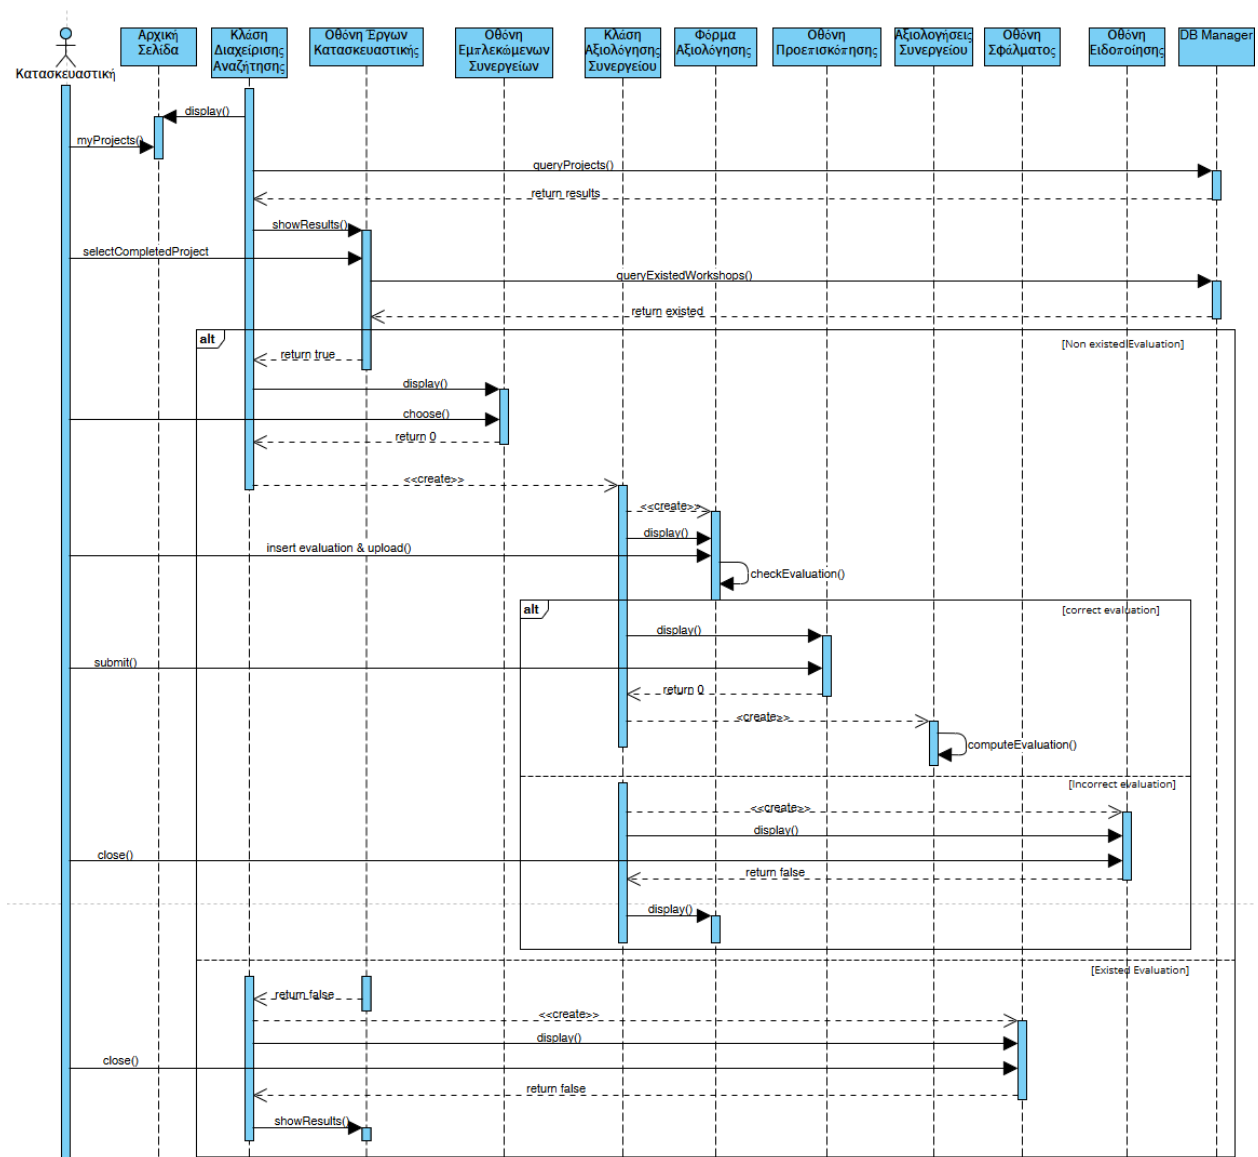 Κατασκευαστική
Αρχική
Σελίδα
Κλάση
Διαχείρισης
Αναζήτησης
Οθόνη Έργων
Κατασκευαστικής
Οθόνη
Εμπλεκόμενων
Συνεργείων
Κλάση
Αξιολόγησης
Συνεργείου
Φόρμα
Αξιολόγησης
Οθόνη
Προεπισκόπησης
Αξιολογήσεις
Συνεργείου
Οθόνη
Σφάλματος
Οθόνη
Ειδοποίησης
DB Manager
display()
myProjects()
queryProjects()
return results
showResults()
selectCompletedProject
queryExistedWorkshops()
return existed
alt
[Non existed Evaluation]
return true
display()
choose()
return 0
<<create>>
<<create>>
display()
insert evaluation & upload()
checkEvaluation()
alt
[correct evaluation]
display()
submit()
return 0
<create>>
computeEvaluation()
[Incorrect evaluation]
<<create>>
display()
close()
return false
display()
[Existed Evaluation]
return false
<<create>>
display()
close()
return false
showResults()